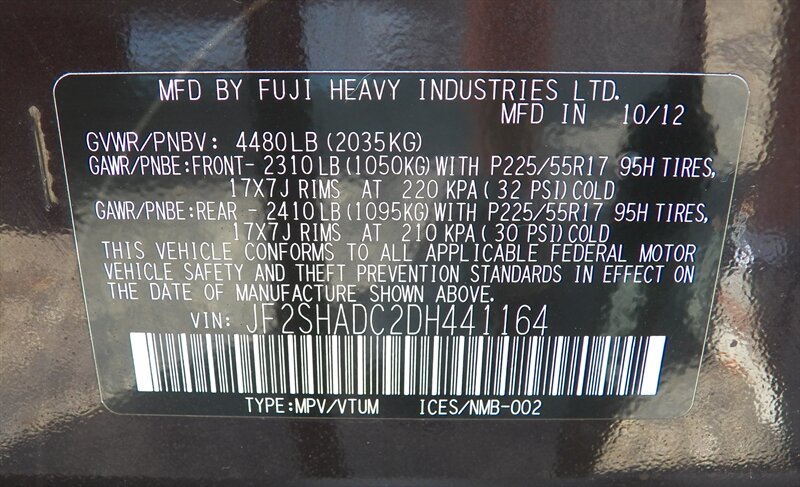 MFD BY FUJI HEAVY INDUSTRIES LTD.
MFD IN 10/12
GVWR/PNBV: 4480LB (2035KG)
GAWR/PNBE:FRONT- 2310 LB (1050KG) WITH P225/55R17 95H TIRES,
17X7J RIMS AT 220 KPA ( 32 PSI) COLD
GAWR/PNBE:REAR - 2410 LB (1095KG) WITH P225/55R17 95H TIRES,
17X7J RIMS AT 210 KPA ( 30 PSI) COLD
THIS VEHICLE CONFORMS TO ALL APPLICABLE FEDERAL MOTOR
VEHICLE SAFETY AND THEFT PREVENTION STANDARDS IN EFFECT ON
THE DATE OF MANUFACTURE SHOWN ABOVE.
VIN: JF2SHADC2DH441164
TYPE:MPV/VTUM ICES/NMB-002